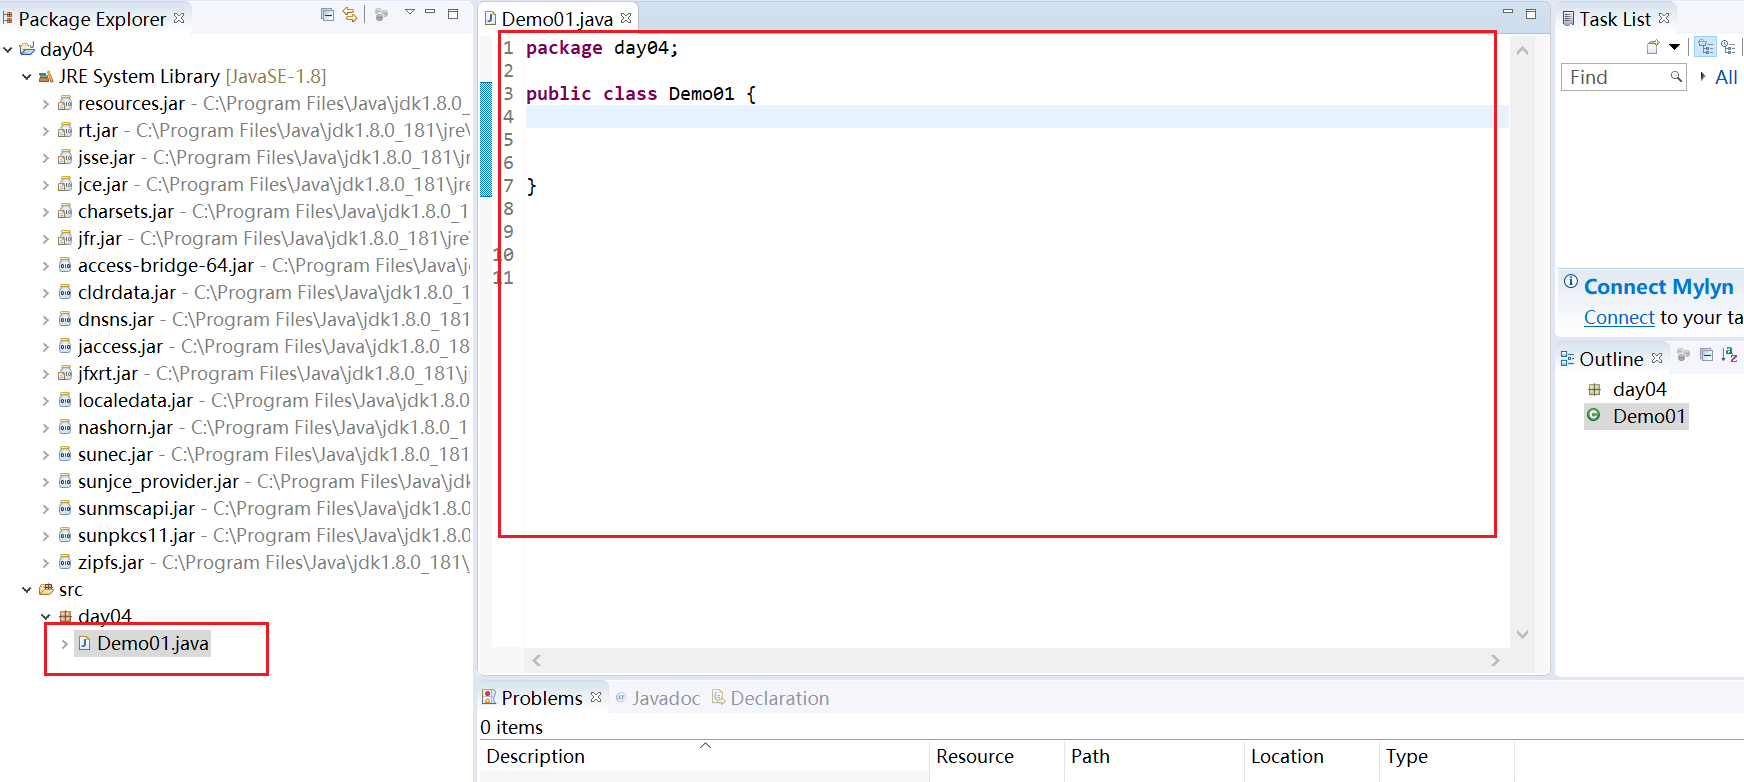 Package Explorer
day04
JRE System Library [JavaSE-1.8]
resources.jar - C:\Program Files\Java\jdk1.8.0_
rt.jar - C:\Program Files\Java\jdk1.8.0_181\jre\
jsse.jar - C:\Program Files\Java\jdk1.8.0_181\jr
jce.jar - C:\Program Files\Java\jdk1.8.0_181\jre
charsets.jar - C:\Program Files\Java\jdk1.8.0_1
jfr.jar - C:\Program Files\Java\jdk1.8.0_181\jre\
access-bridge-64.jar - C:\Program Files\Java\j
cldrdata.jar - C:\Program Files\Java\jdk1.8.0_1
dnsns.jar - C:\Program Files\Java\jdk1.8.0_181
jaccess.jar - C:\Program Files\Java\jdk1.8.0_18
jfxrt.jar - C:\Program Files\Java\jdk1.8.0_181\j
localedata.jar - C:\Program Files\Java\jdk1.8.0
nashorn.jar - C:\Program Files\Java\jdk1.8.0_1
sunec.jar - C:\Program Files\Java\jdk1.8.0_181
sunjce_provider.jar - C:\Program Files\Java\jdk
sunmscapi.jar - C:\Program Files\Java\jdk1.8.0
sunpkcs11.jar - C:\Program Files\Java\jdk1.8.0
zipfs.jar - C:\Program Files\Java\jdk1.8.0_181\
src
day04
Demo01.java
Demo01.java
1 package day04;
2
3 public class Demo01 {
4
5
6
7 }
8
9
10
11
Task List
Find
All
Connect Mylyn
Connect to your ta
Outline
day04
Demo01
Problems @ Javadoc Declaration
0 items
Description Resource Path Location Type